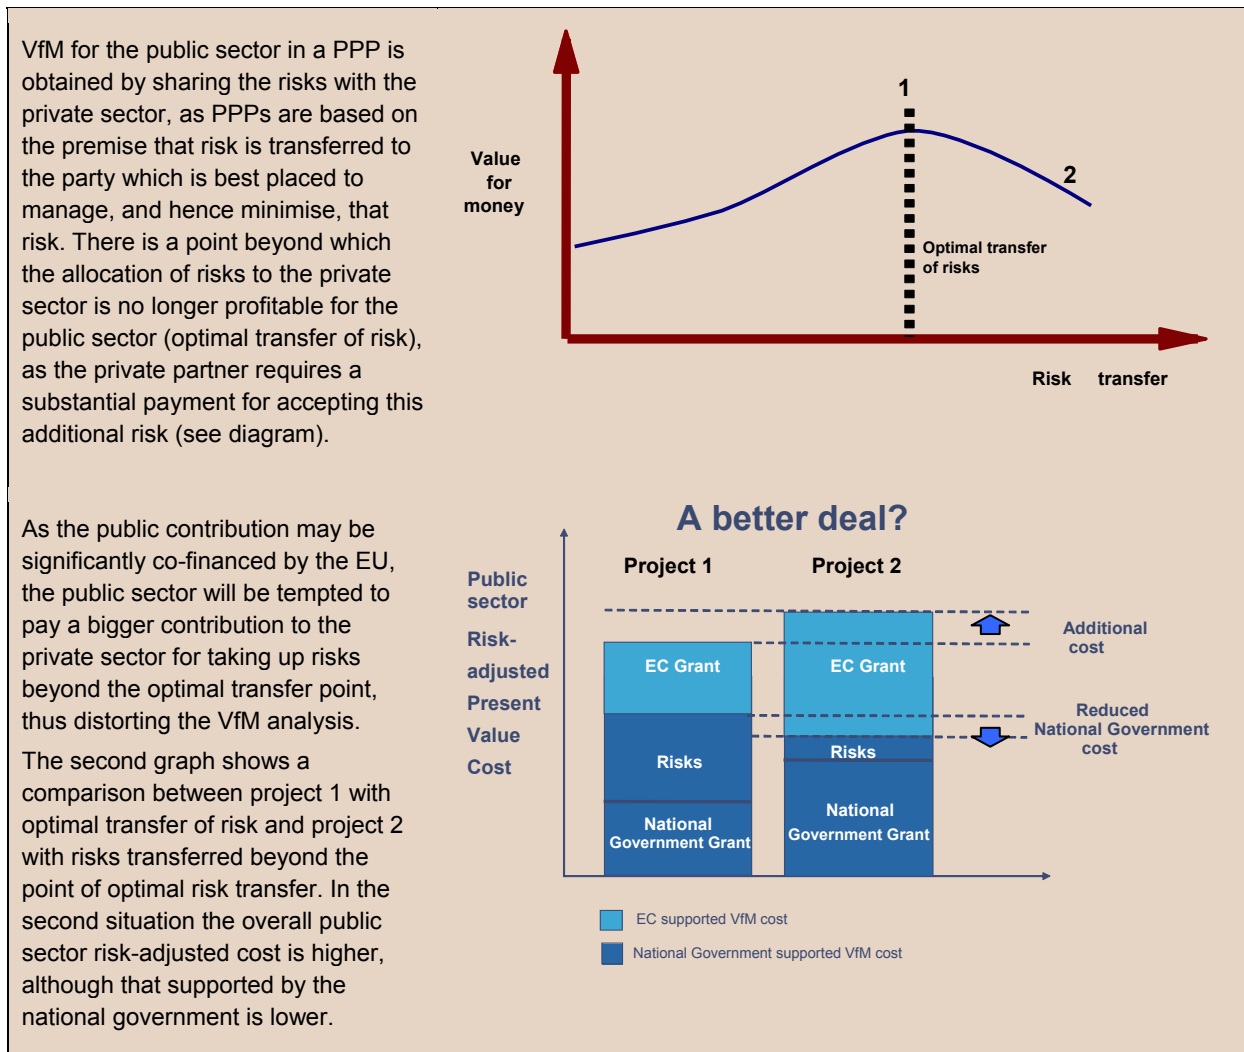 VfM for the public sector in a PPP is
obtained by sharing the risks with the
private sector, as PPPs are based on
the premise that risk is transferred to
the party which is best placed to
manage, and hence minimise, that
risk. There is a point beyond which
the allocation of risks to the private
sector is no longer profitable for the
public sector (optimal transfer of risk),
as the private partner requires a
substantial payment for accepting this
additional risk (see diagram).
Value
for
money
1
2
Optimal transfer
of risks
Risk transfer
As the public contribution may be
significantly co-financed by the EU,
the public sector will be tempted to
pay a bigger contribution to the
private sector for taking up risks
beyond the optimal transfer point,
thus distorting the VfM analysis.
The second graph shows a
comparison between project 1 with
optimal transfer of risk and project 2
with risks transferred beyond the
point of optimal risk transfer. In the
second situation the overall public
sector risk-adjusted cost is higher,
although that supported by the
national government is lower.
A better deal?
Public
sector
Risk-
adjusted
Present
Value
Cost
Project 1
Project 2
EC Grant
Risks
National
Government Grant
EC Grant
Risks
National
Government Grant
Additional
cost
Reduced
National Government
cost
EC supported VfM cost
National Government supported VfM cost